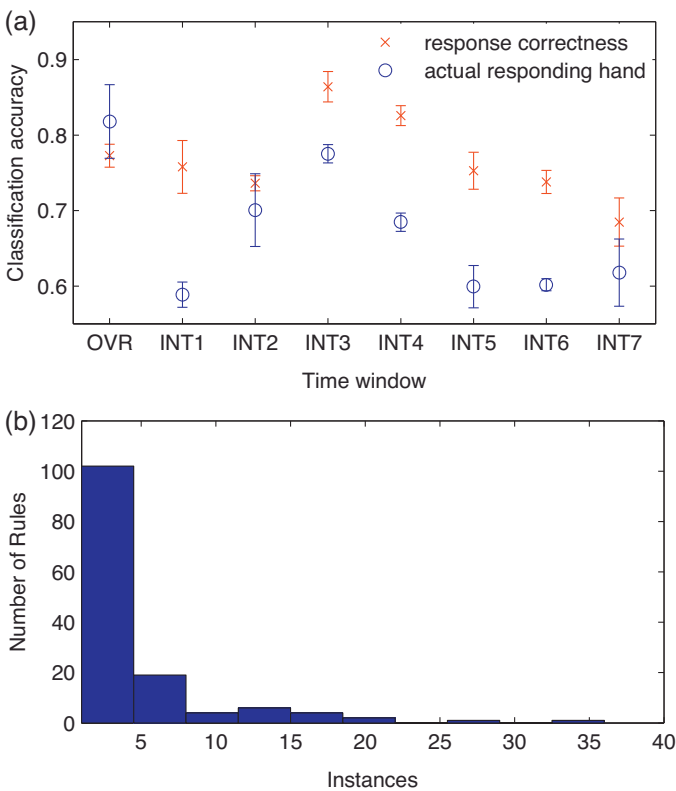 (a)
0.9
0.8
0.7
0.6
Classification accuracy
× response correctness
○ actual responding hand
OVR INT1 INT2 INT3 INT4 INT5 INT6 INT7
Time window
(b)
120
100
80
60
40
20
0
Number of Rules
5 10 15 20 25 30 35 40
Instances